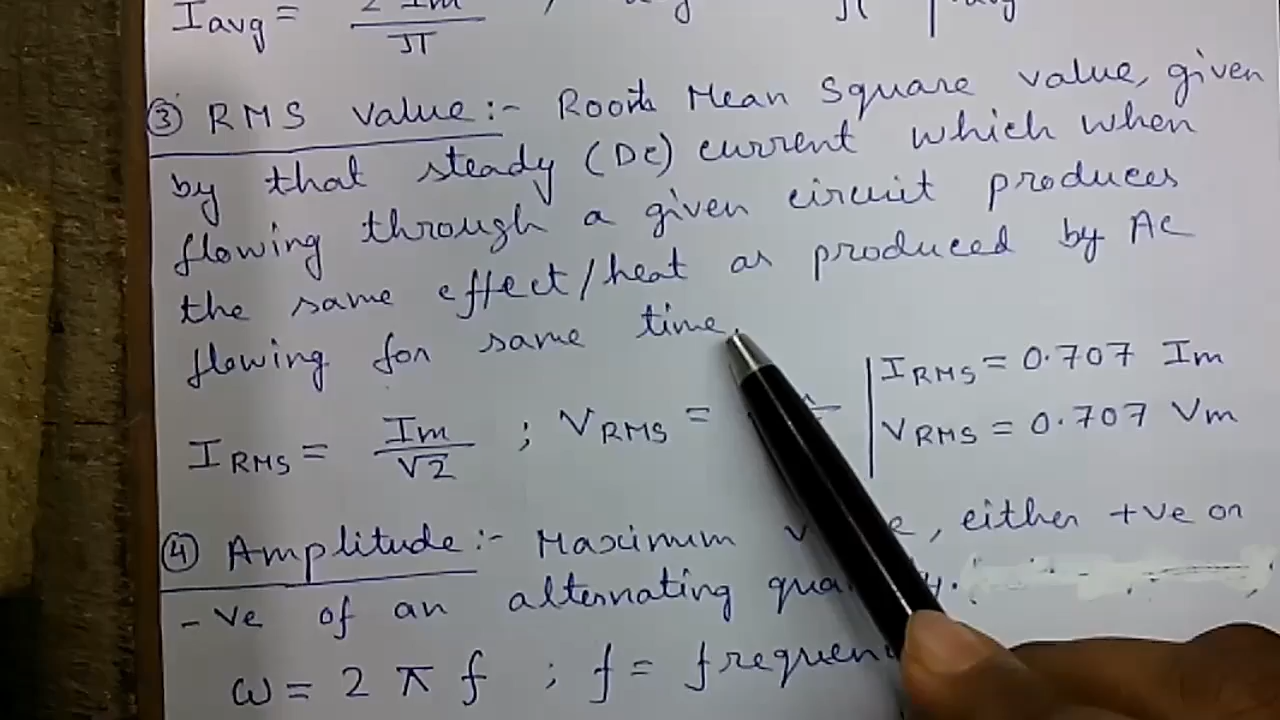 Iavg = 2 Im / π ;
③ RMS Value :- Root Mean Square value, given
by that steady (DC) current which when
flowing through a given circuit produces
the same effect/heat as produced by AC
flowing for same time.
IRMS = Im / √2 ; VRMS = | IRMS = 0.707 Im
VRMS = 0.707 Vm
④ Amplitude :- Maximum , either +ve or
-ve of an alternating
ω = 2 π f ; f =